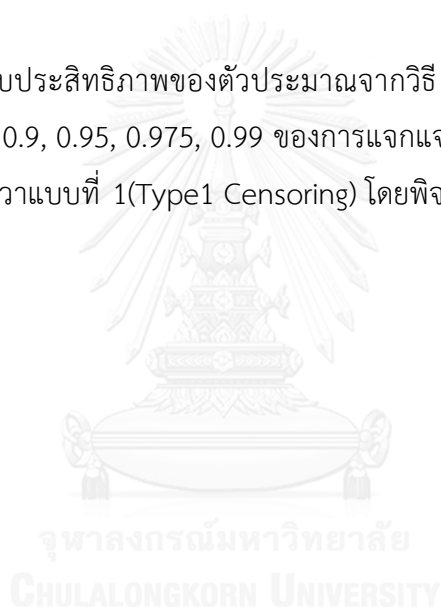 บประสิทธิภาพของตัวประมาณจากวิธี
0.9, 0.95, 0.975, 0.99 ของการแจกแจ
วาแบบที่ 1(Type1 Censoring) โดยพิจ
จุฬาลงกรณ์มหาวิทยาลัย
CHULALONGKORN UNIVERSITY